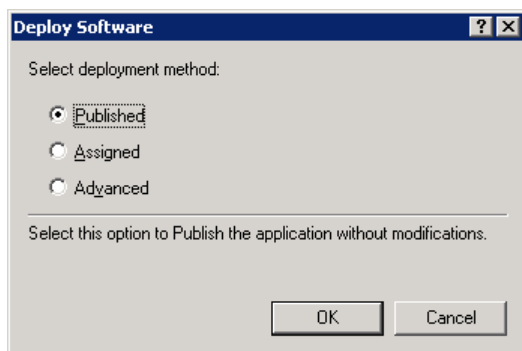 Deploy Software
Select deployment method:
Published
Assigned
Advanced
Select this option to Publish the application without modifications.
OK Cancel